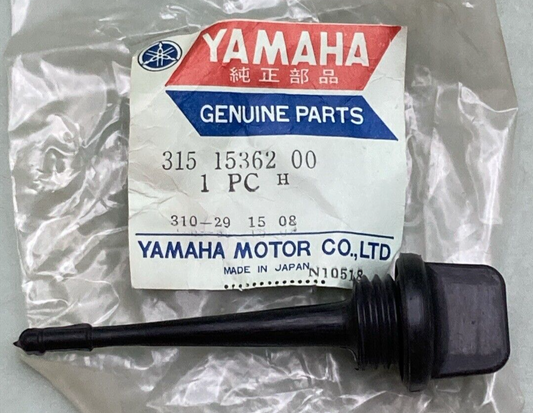 YAMAHA
純正部品
GENUINE PARTS
315 15362 00
1 PC H
310-29 15 08
YAMAHA MOTOR CO.,LTD
MADE IN JAPAN N10518